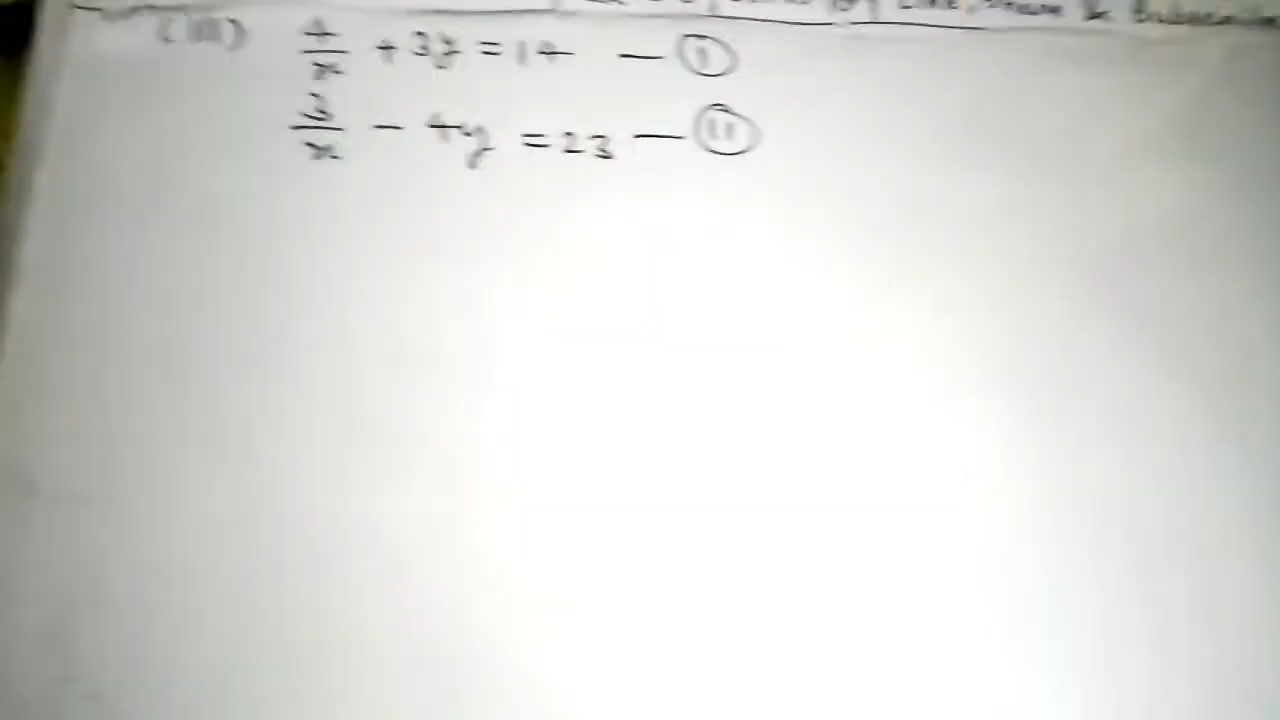 (iii) 4/x + 3y = 14 — (i)
3/x - 4y = 23 — (ii)